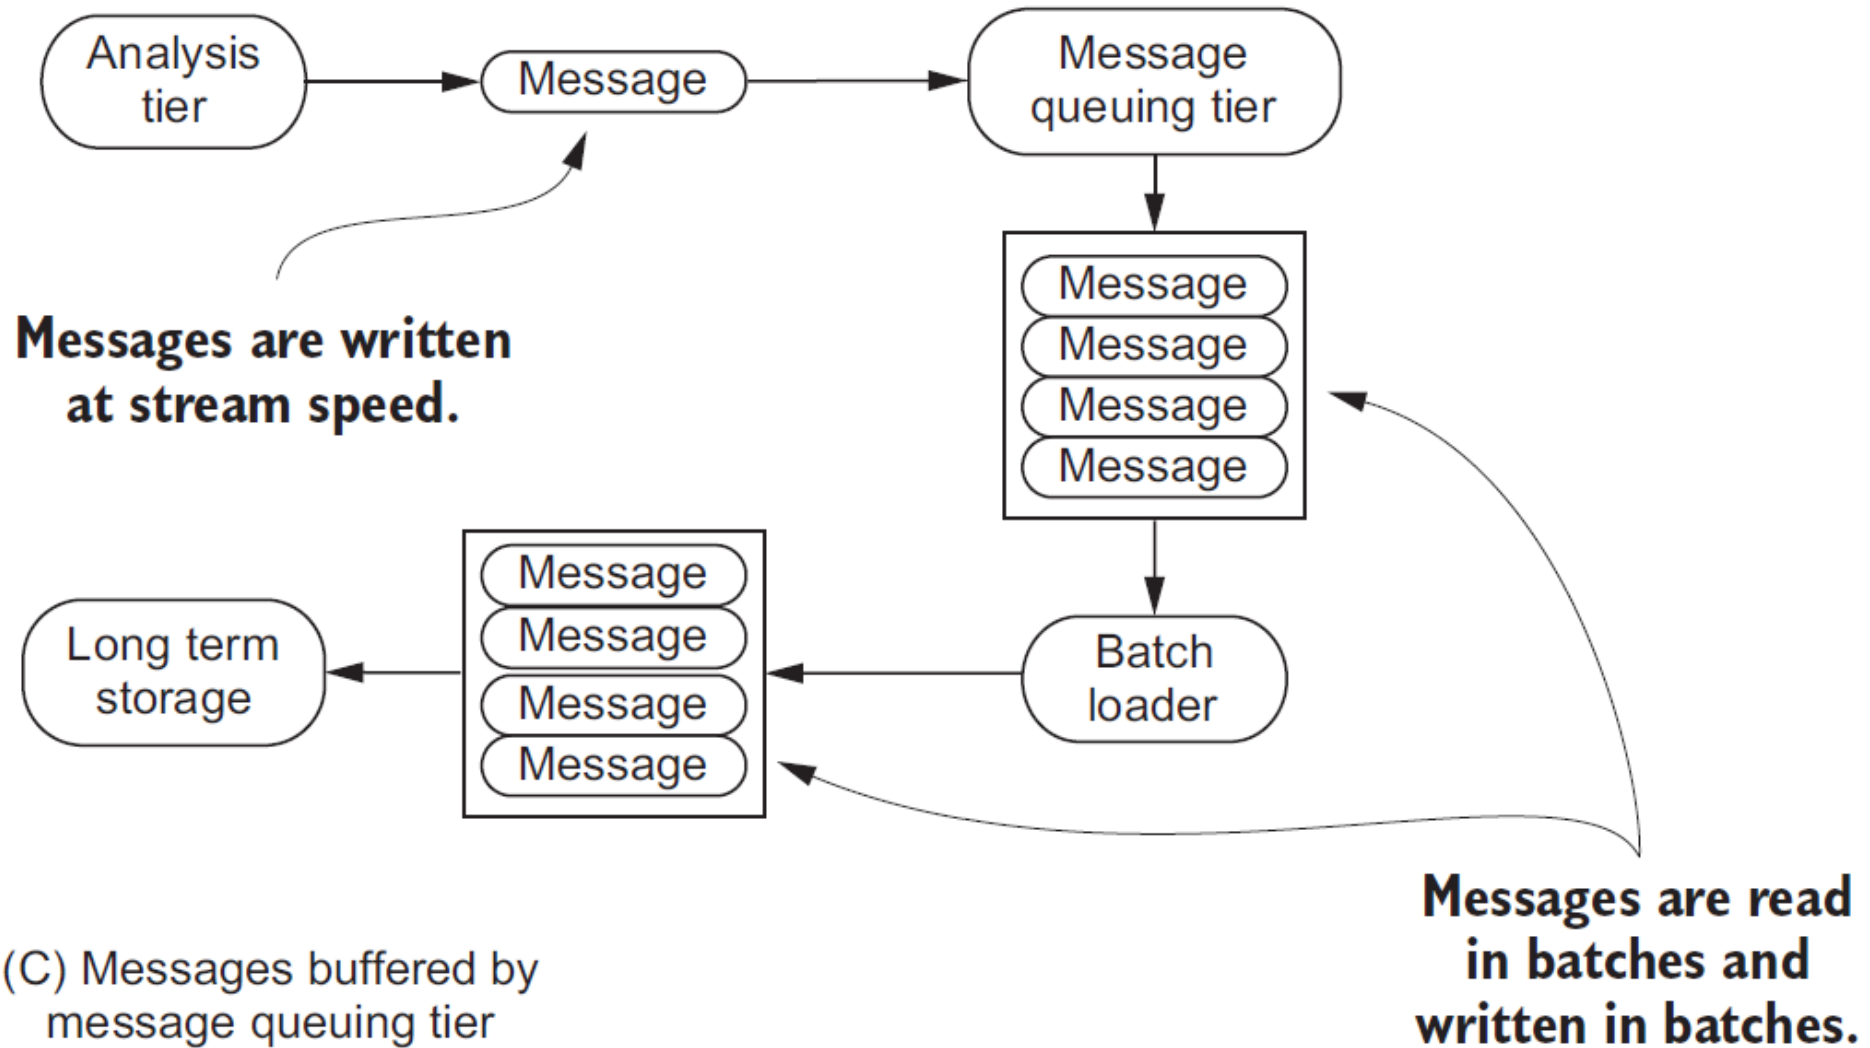 Analysis
tier
Message
Message
queuing tier
Messages are written
at stream speed.
Message
Message
Message
Message
Batch
loader
Message
Message
Message
Message
Long term
storage
Messages are read
in batches and
written in batches.
(C) Messages buffered by
message queuing tier